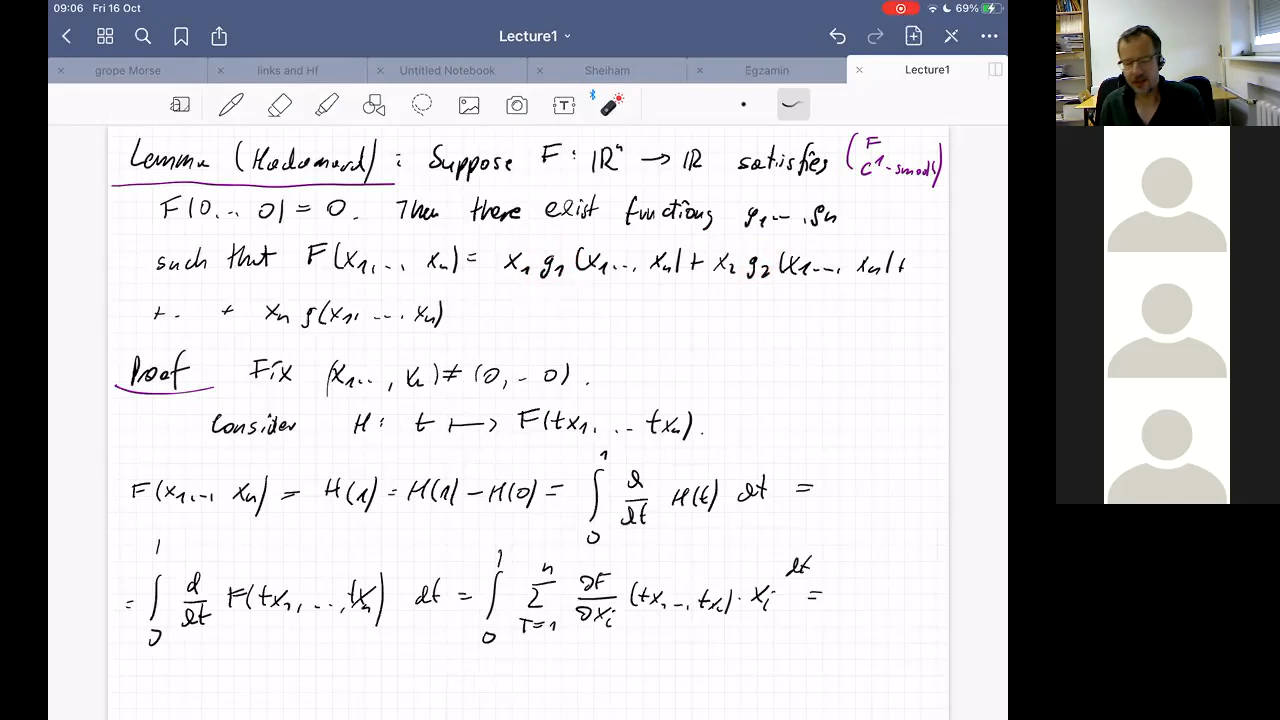 09:06 Fri 16 Oct
69%
Lecture1
grope Morse
links and Hf
Untitled Notebook
Sheiham
Egzamin
Lecture1
Lemma (Hadamard) : Suppose F : ℝⁿ → ℝ satisfies (F C¹-smooth)
F(0,.. 0) = 0. Then there exist functions g₁..., gₙ
such that F(x₁,.., xₙ) = x₁ g₁ (x₁..., xₙ) + x₂ g₂ (x₁..., xₙ) +
+ .. + xₙ g(x₁, ..., xₙ)
Proof Fix (x₁..., xₙ) ≠ (0, - 0) .
Consider H : t ⟼ F(tx₁, ... txₙ).
F(x₁..., xₙ) = H(1) = H(1) - H(0) = ∫₀¹ d/dt H(t) dt =
= ∫₀¹ d/dt F(tx₁, ..., txₙ) dt = ∫₀¹ Σⁿ_{T=1} ∂F/∂xᵢ (tx₁..., txₙ) · xᵢ dt =